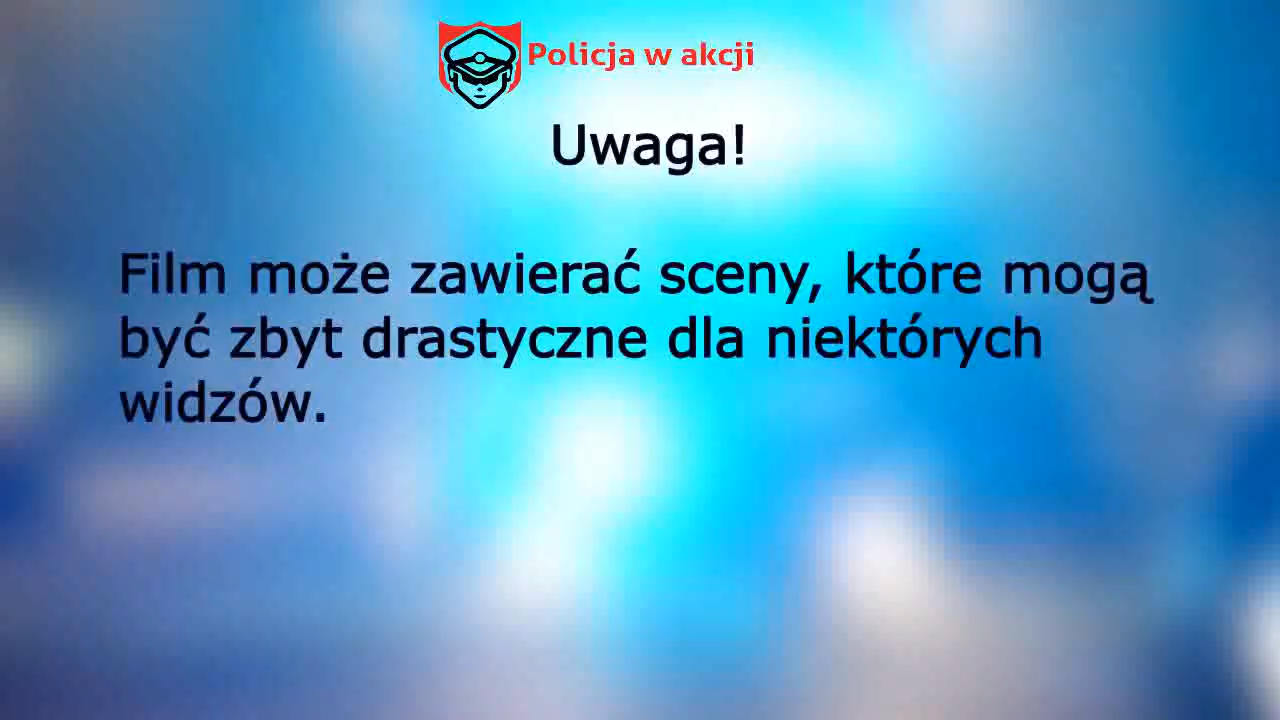 Policja w akcji
Uwaga!
Film może zawierać sceny, które mogą
być zbyt drastyczne dla niektórych
widzów.